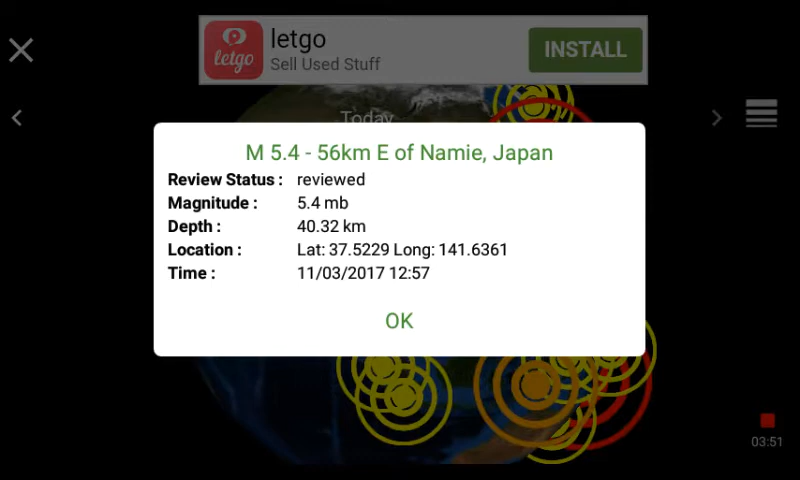 letgo
letgo
Sell Used Stuff
INSTALL
Today
M 5.4 - 56km E of Namie, Japan
Review Status : reviewed
Magnitude : 5.4 mb
Depth : 40.32 km
Location : Lat: 37.5229 Long: 141.6361
Time : 11/03/2017 12:57
OK
03:51